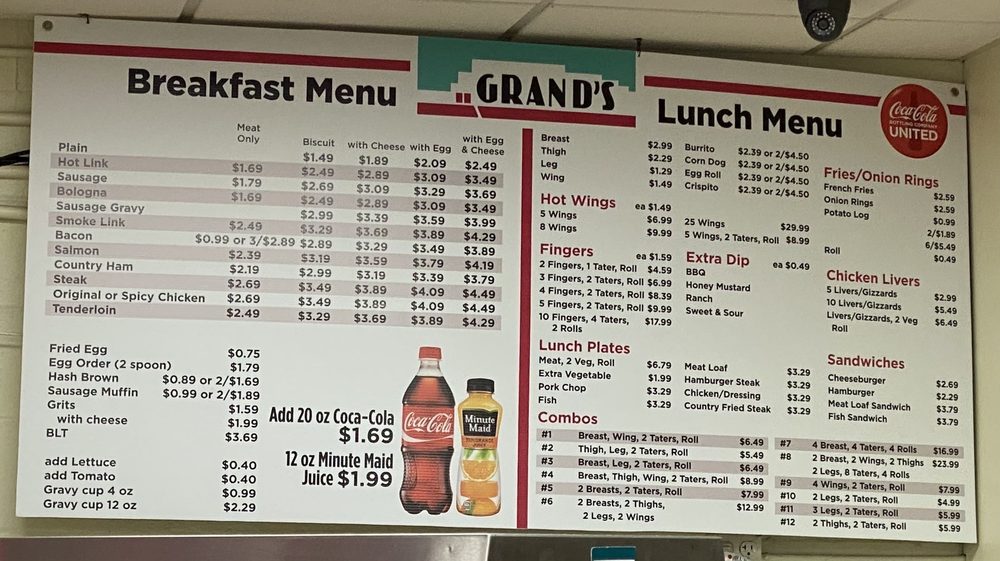 Breakfast Menu
Meat Only
Biscuit
with Cheese
with Egg
with Egg & Cheese
Plain $1.49 $1.89 $2.09 $2.49
Hot Link $1.69 $2.49 $2.89 $3.09 $3.49
Sausage $1.79 $2.69 $3.09 $3.29 $3.69
Bologna $1.69 $2.49 $2.89 $3.09 $3.49
Sausage Gravy $2.99 $3.39 $3.59 $3.99
Smoke Link $2.49 $3.29 $3.69 $3.89 $4.29
Bacon $0.99 or 3/$2.89 $2.89 $3.29 $3.49 $3.89
Salmon $2.39 $3.19 $3.59 $3.79 $4.19
Country Ham $2.19 $2.99 $3.19 $3.39 $3.79
Steak $2.69 $3.49 $3.89 $4.09 $4.49
Original or Spicy Chicken $2.69 $3.49 $3.89 $4.09 $4.49
Tenderloin $2.49 $3.29 $3.69 $3.89 $4.29
Fried Egg $0.75
Egg Order (2 spoon) $1.79
Hash Brown $0.89 or 2/$1.69
Sausage Muffin $0.99 or 2/$1.89
Grits $1.59
with cheese $1.99
BLT $3.69
add Lettuce $0.40
add Tomato $0.40
Gravy cup 4 oz $0.99
Gravy cup 12 oz $2.29
Add 20 oz Coca-Cola
$1.69
12 oz Minute Maid
Juice $1.99
Coca-Cola
Minute
Maid
GRAND'S
Lunch Menu
Coca-Cola
BOTTLING COMPANY
UNITED
Breast $2.99
Thigh $2.29
Leg $1.29
Wing $1.49
Burrito $2.39 or 2/$4.50
Corn Dog $2.39 or 2/$4.50
Egg Roll $2.39 or 2/$4.50
Crispito $2.39 or 2/$4.50
Fries/Onion Rings
French Fries $2.59
Onion Rings $2.59
Potato Log $0.99
2/$1.89
6/$5.49
Roll $0.49
Hot Wings ea $1.49
5 Wings $6.99
8 Wings $9.99
25 Wings $29.99
5 Wings, 2 Taters, Roll $8.99
Fingers ea $1.59
2 Fingers, 1 Tater, Roll $4.59
3 Fingers, 2 Taters, Roll $6.99
4 Fingers, 2 Taters, Roll $8.39
5 Fingers, 2 Taters, Roll $9.99
10 Fingers, 4 Taters, $17.99
2 Rolls
Extra Dip ea $0.49
BBQ
Honey Mustard
Ranch
Sweet & Sour
Chicken Livers
5 Livers/Gizzards $2.99
10 Livers/Gizzards $5.49
Livers/Gizzards, 2 Veg $6.49
Roll
Lunch Plates
Meat, 2 Veg, Roll $6.79
Extra Vegetable $1.99
Pork Chop $3.29
Fish $3.29
Meat Loaf $3.29
Hamburger Steak $3.29
Chicken/Dressing $3.29
Country Fried Steak $3.29
Sandwiches
Cheeseburger $2.69
Hamburger $2.29
Meat Loaf Sandwich $3.79
Fish Sandwich $3.79
Combos
#1 Breast, Wing, 2 Taters, Roll $6.49
#2 Thigh, Leg, 2 Taters, Roll $5.49
#3 Breast, Leg, 2 Taters, Roll $6.49
#4 Breast, Thigh, Wing, 2 Taters, Roll $8.99
#5 2 Breasts, 2 Taters, Roll $7.99
#6 2 Breasts, 2 Thighs, $12.99
2 Legs, 2 Wings
#7 4 Breast, 4 Taters, 4 Rolls $16.99
#8 2 Breast, 2 Wings, 2 Thighs $23.99
2 Legs, 8 Taters, 4 Rolls
#9 4 Wings, 2 Taters, Roll $7.99
#10 2 Legs, 2 Taters, Roll $4.99
#11 3 Legs, 2 Taters, Roll $5.99
#12 2 Thighs, 2 Taters, Roll $5.99